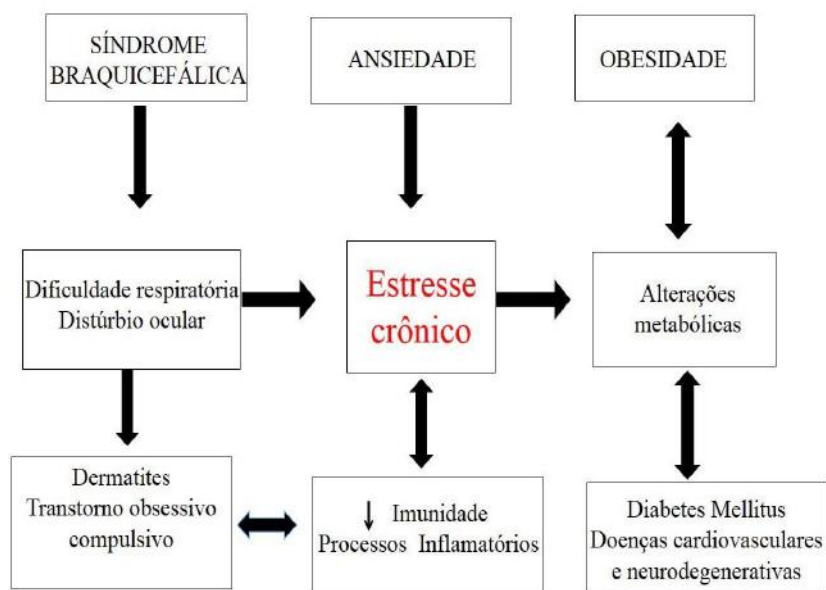 SÍNDROME
BRAQUICEFÁLICA
ANSIEDADE
OBESIDADE
Dificuldade respiratória
Distúrbio ocular
Estresse
crônico
Alterações
metabólicas
Dermatites
Transtorno obsessivo
compulsivo
↓ Imunidade
Processos Inflamatórios
Diabetes Mellitus
Doenças cardiovasculares
e neurodegenerativas